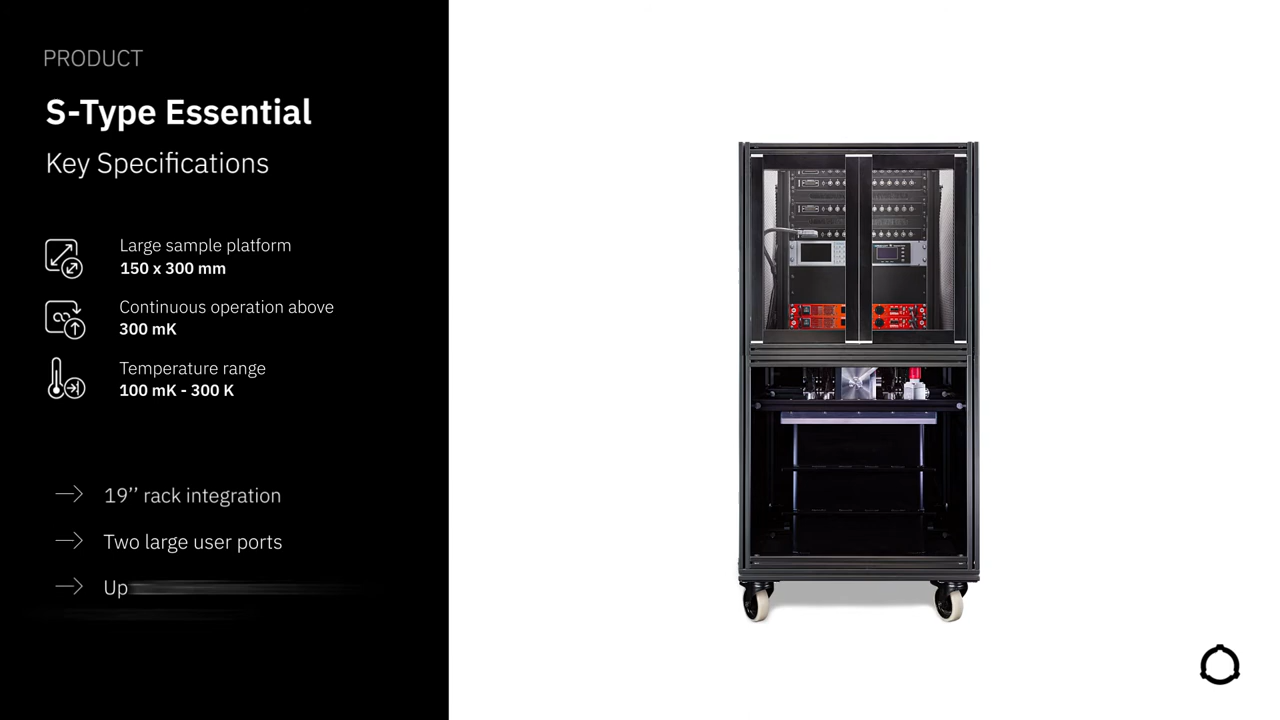 PRODUCT
S-Type Essential
Key Specifications
Large sample platform
150 x 300 mm
Continuous operation above
300 mK
Temperature range
100 mK - 300 K
19’’ rack integration
Two large user ports
Up